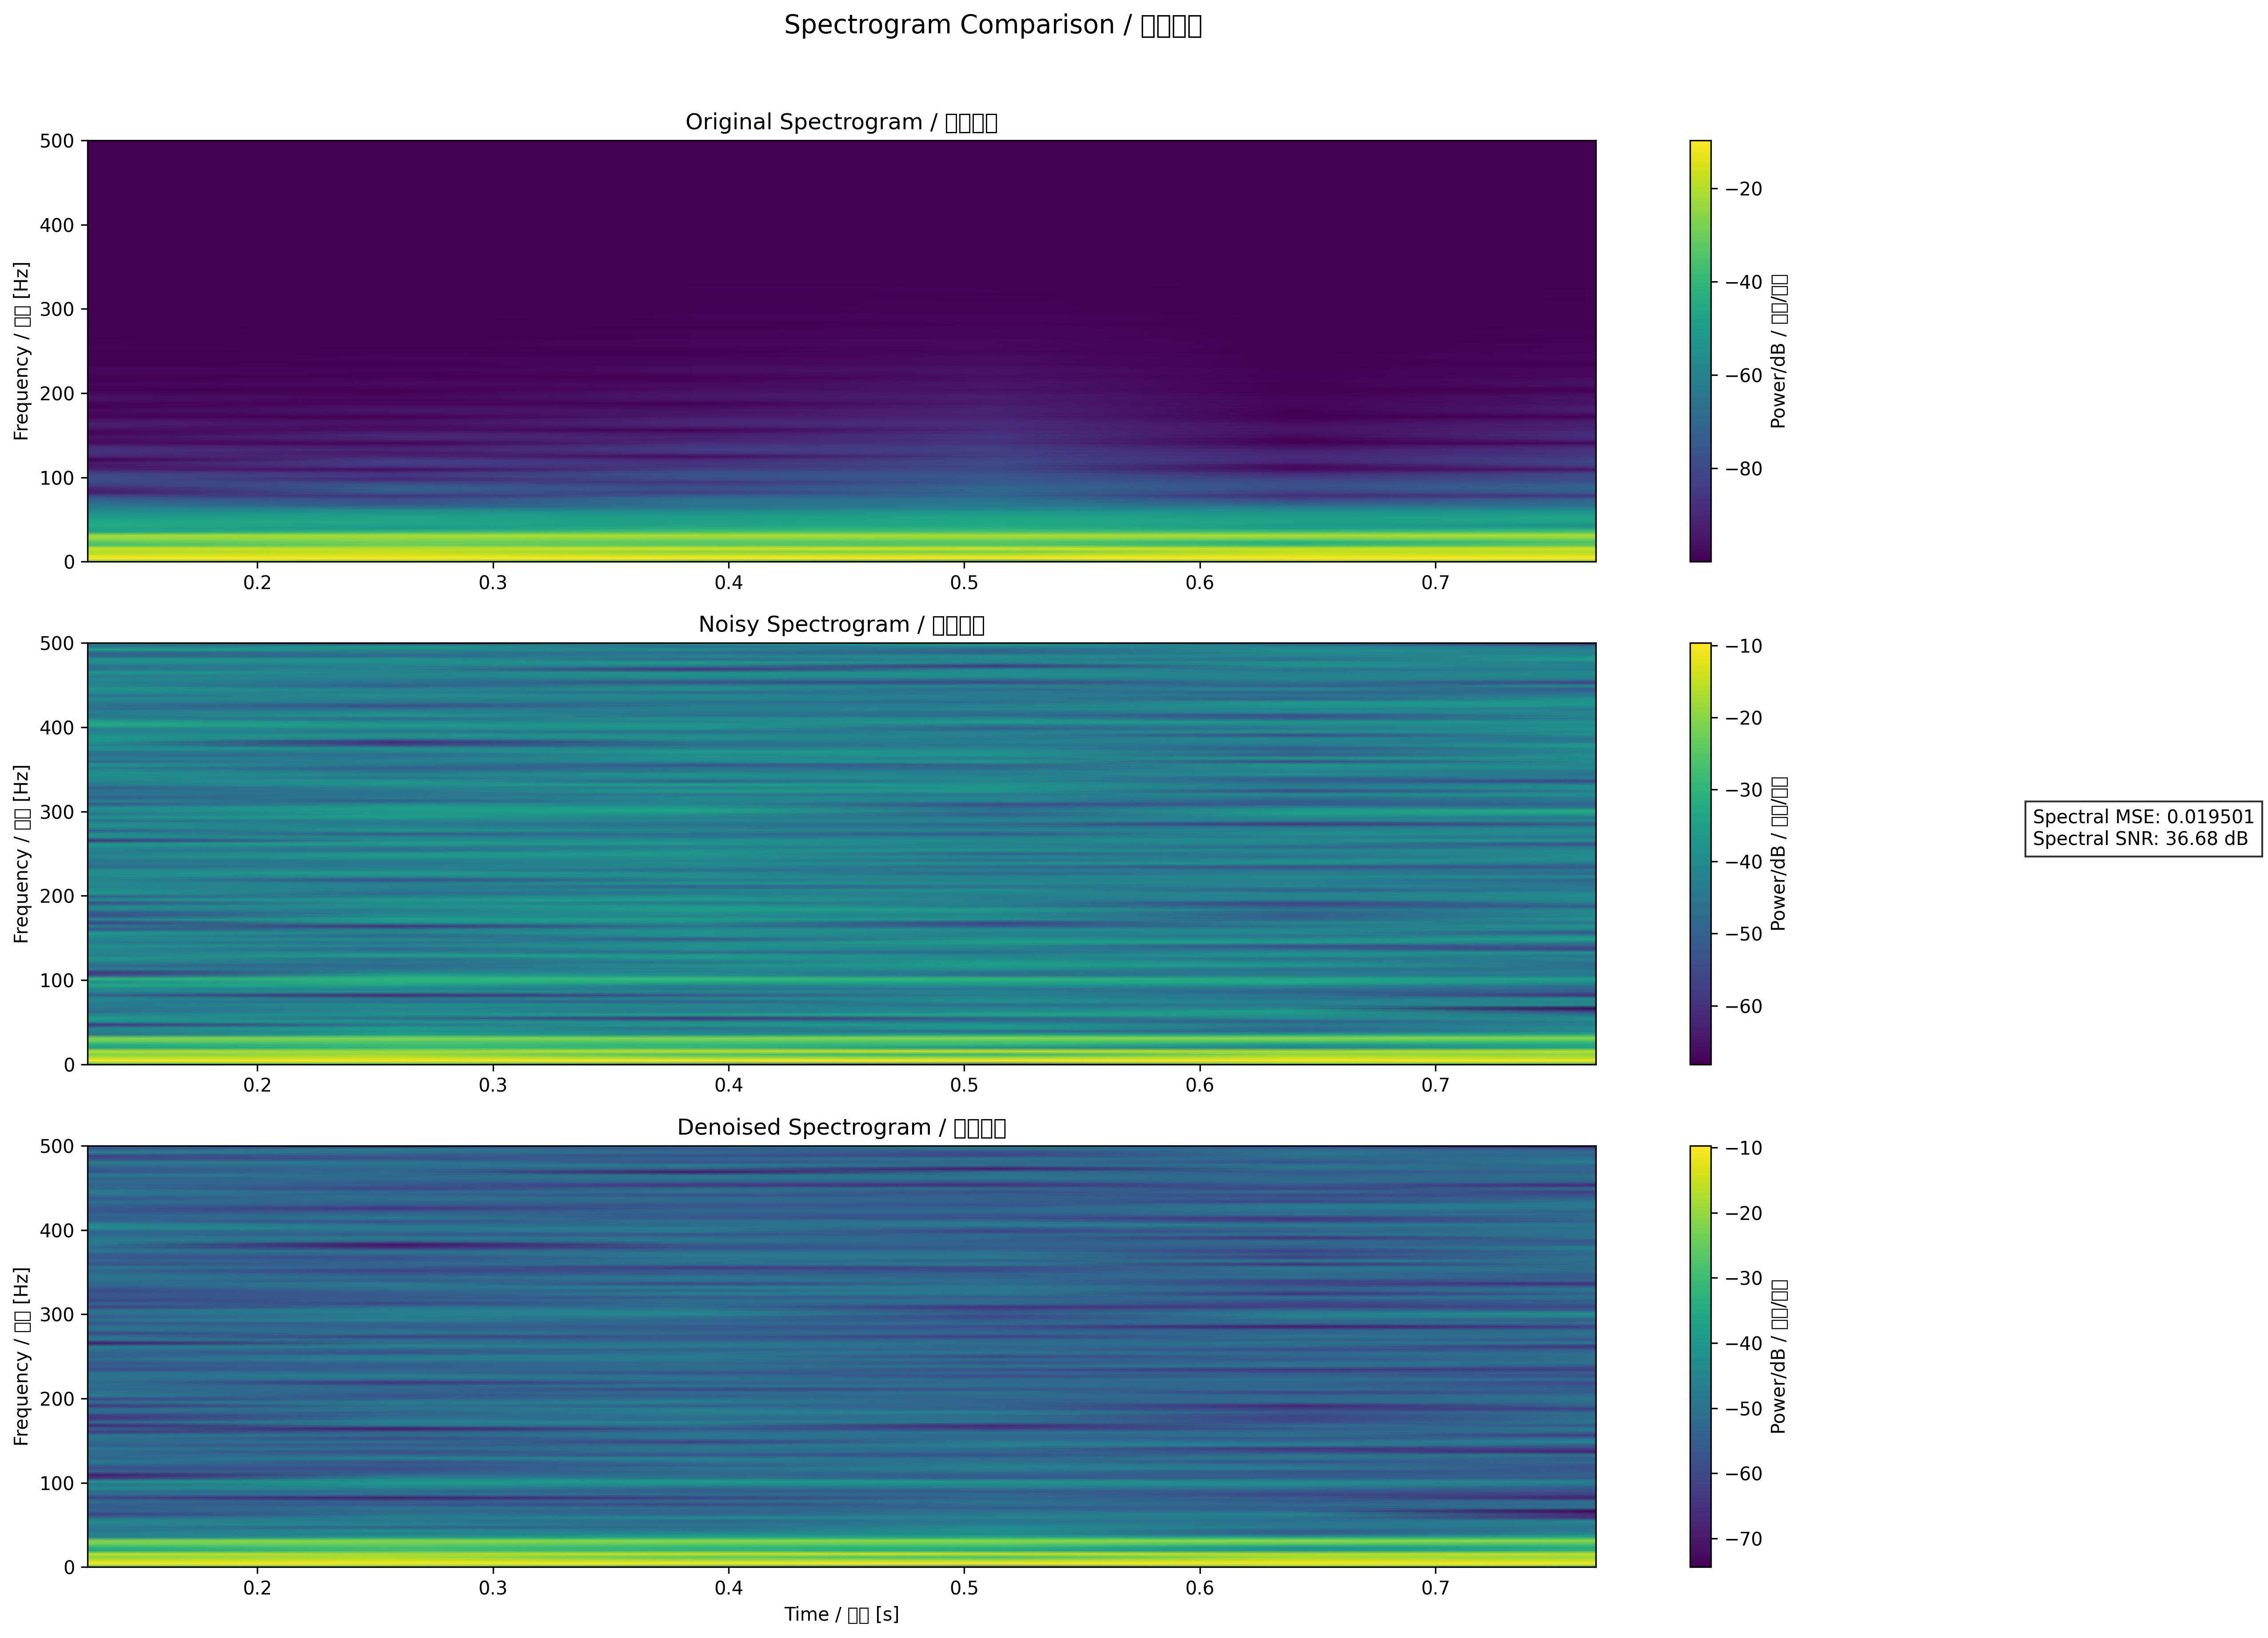 Spectrogram Comparison /
Original Spectrogram /
500
400
300
200
100
0
Frequency / [Hz]
0.2 0.3 0.4 0.5 0.6 0.7
−20
−40
−60
−80
Power/dB / /
Noisy Spectrogram /
500
400
300
200
100
0
Frequency / [Hz]
0.2 0.3 0.4 0.5 0.6 0.7
−10
−20
−30
−40
−50
−60
Power/dB / /
Spectral MSE: 0.019501
Spectral SNR: 36.68 dB
Denoised Spectrogram /
500
400
300
200
100
0
Frequency / [Hz]
0.2 0.3 0.4 0.5 0.6 0.7
Time / [s]
−10
−20
−30
−40
−50
−60
−70
Power/dB / /